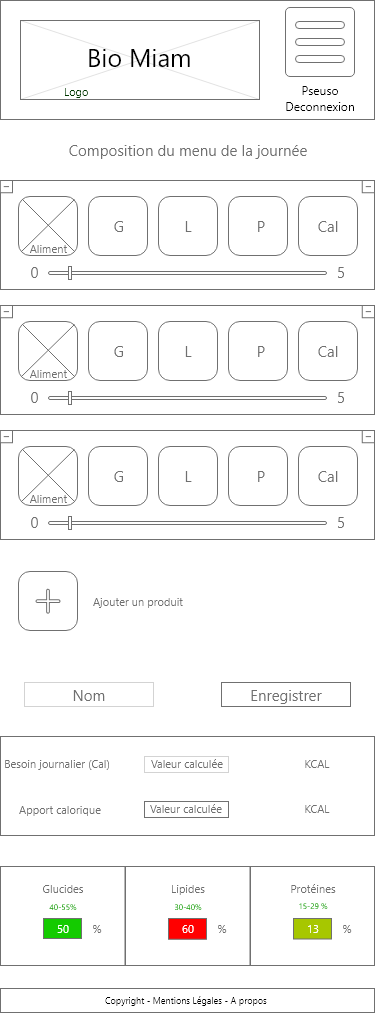 Bio Miam
Logo
Pseuso
Deconnexion
Composition du menu de la journée
Aliment G L P Cal
0 5
Aliment G L P Cal
0 5
Aliment G L P Cal
0 5
Ajouter un produit
Nom Enregistrer
Besoin journalier (Cal) Valeur calculée KCAL
Apport calorique Valeur calculée KCAL
Glucides Lipides Protéines
40-55% 30-40% 15-29 %
50 % 60 % 13 %
Copyright - Mentions Légales - A propos